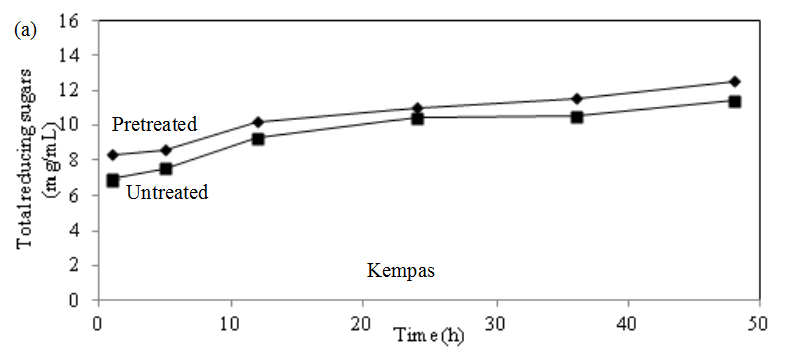 (a)
Total reducing sugars
(mg/mL)
16
14
12
10
8
6
4
2
0
Pretreated
Untreated
Kempas
0 10 20 30 40 50
Time (h)